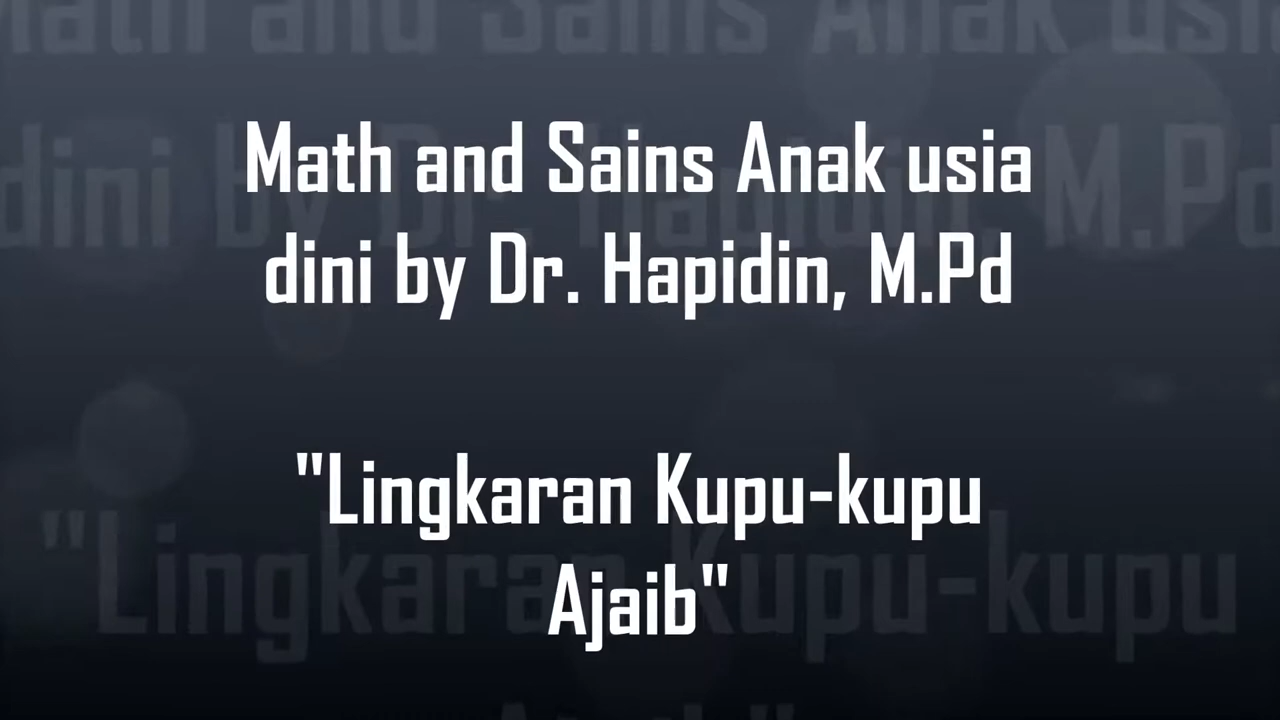 Math and Sains Anak usia
dini by Dr. Hapidin, M.Pd
"Lingkaran Kupu-kupu
Ajaib"